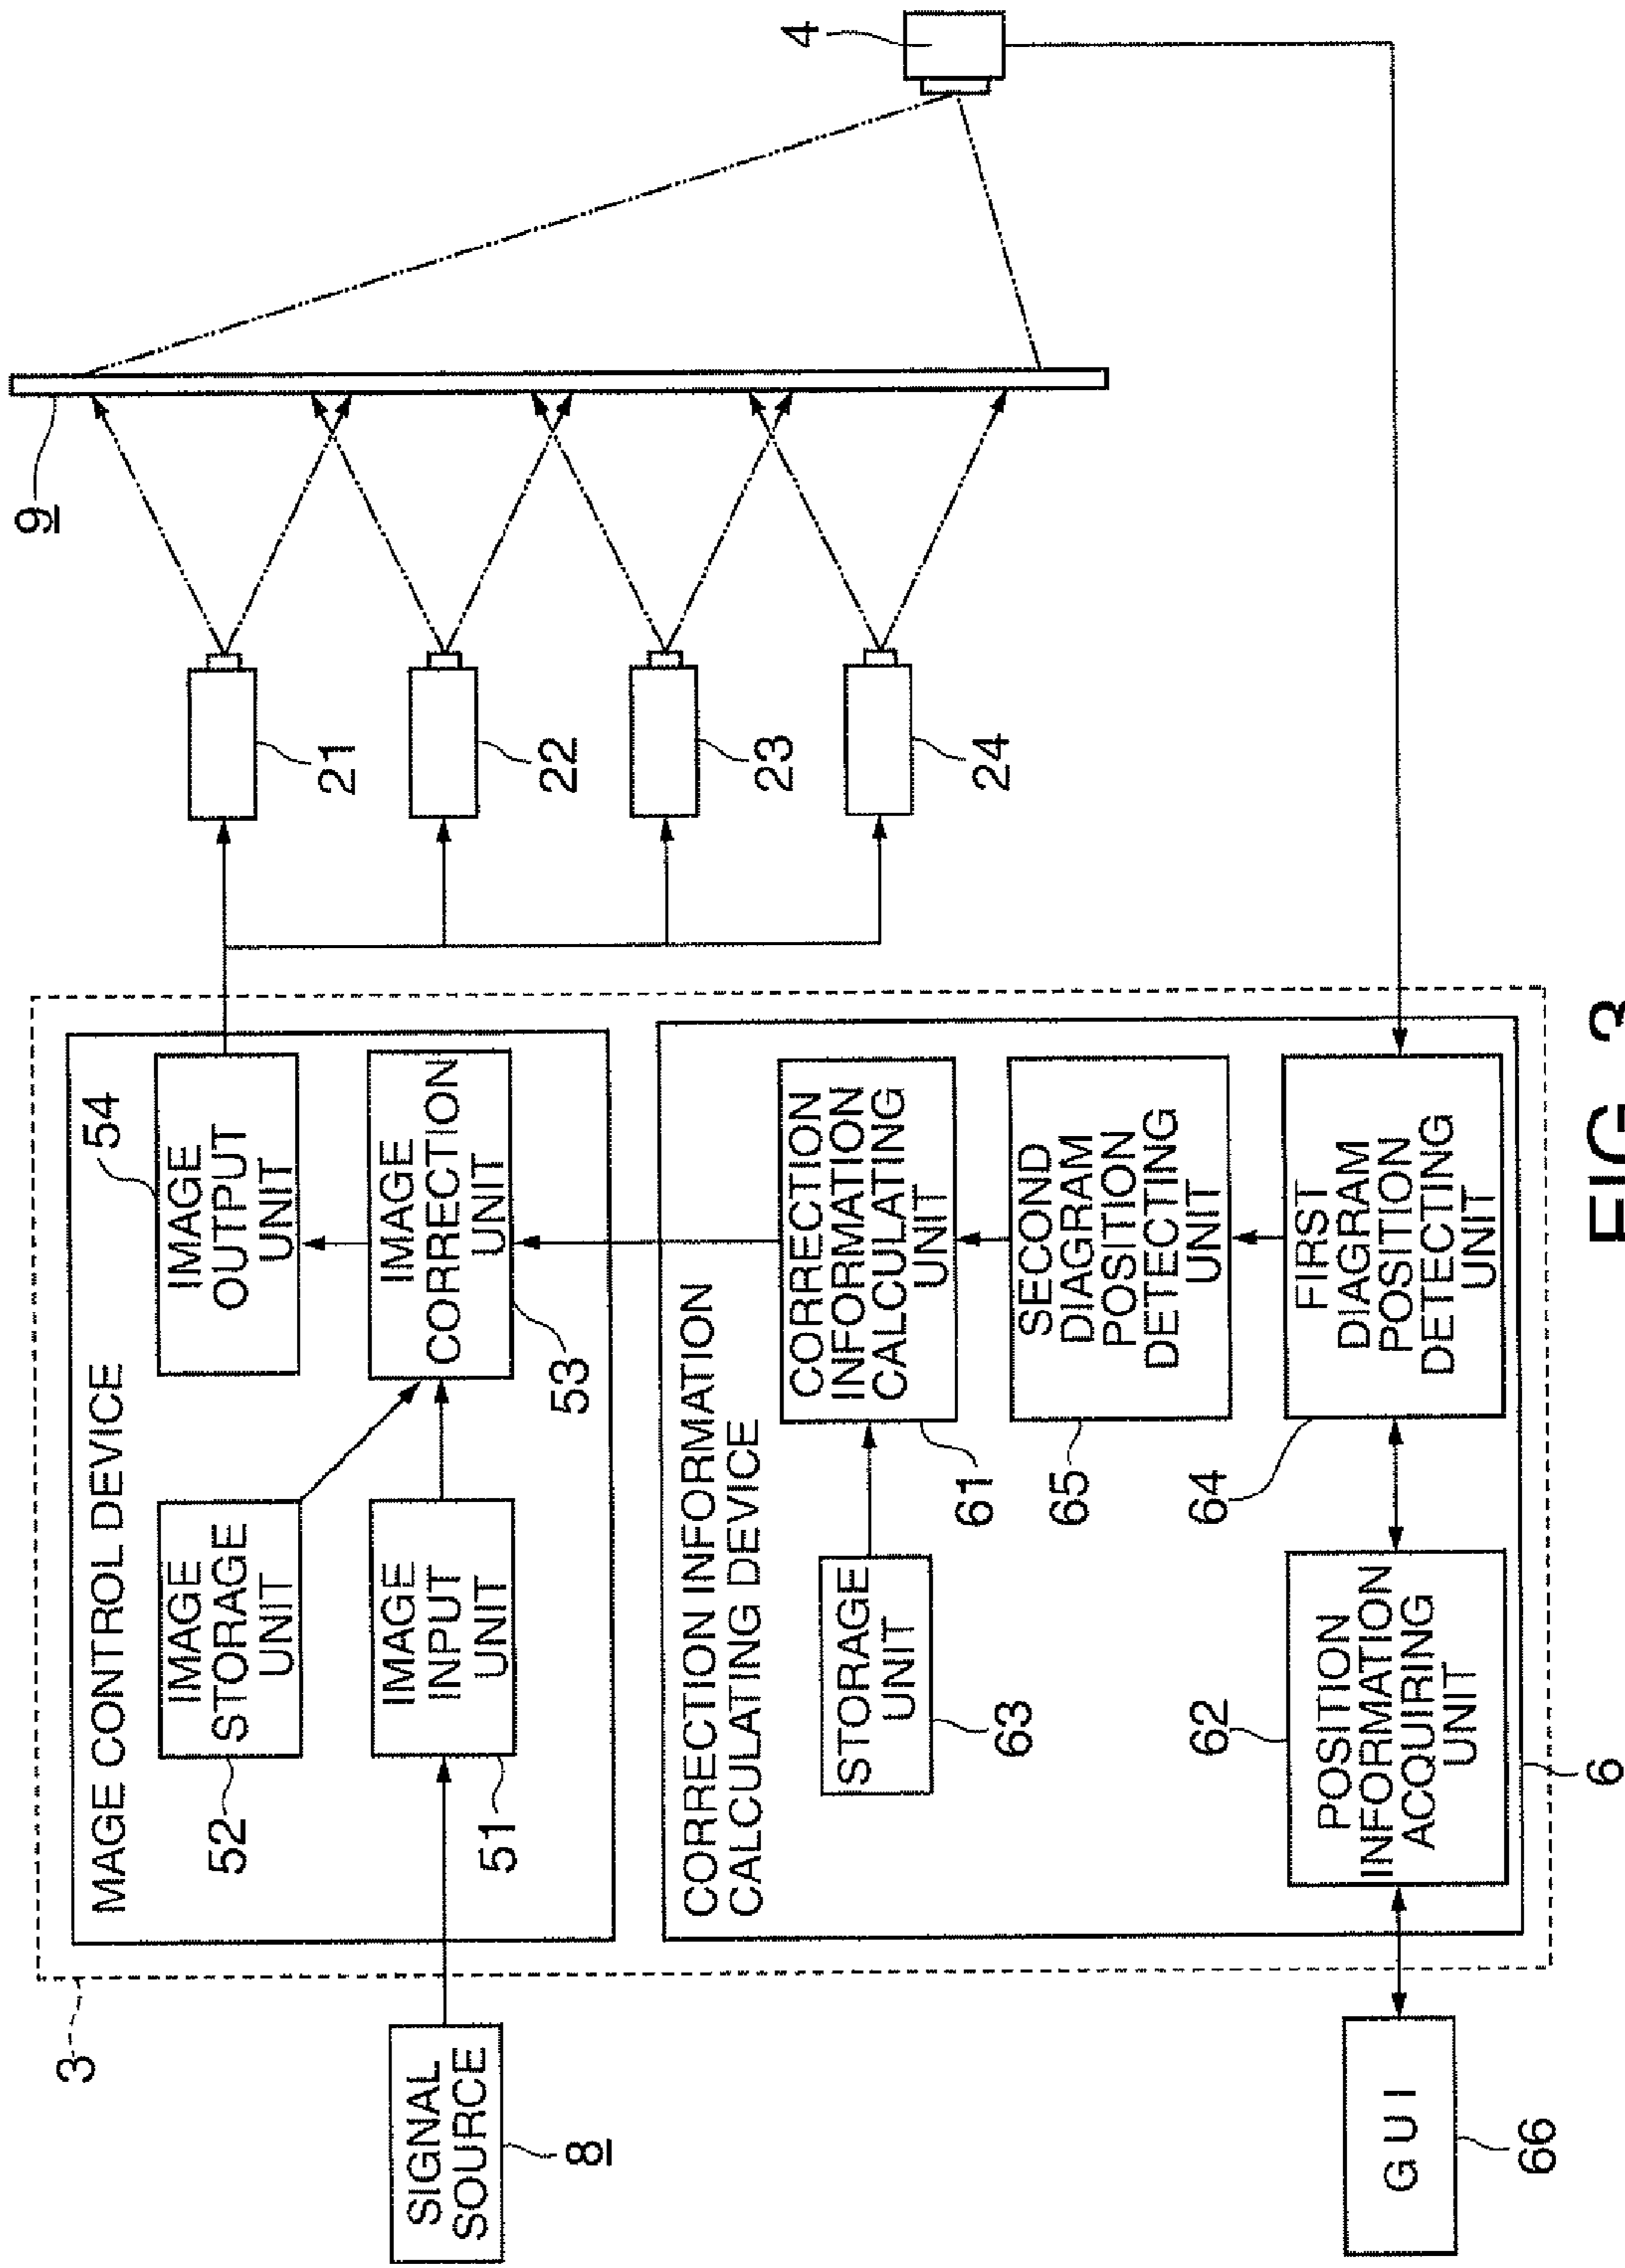 3
MAGE CONTROL DEVICE
52
IMAGE
STORAGE
UNIT
54
IMAGE
OUTPUT
UNIT
SIGNAL
SOURCE
8
51
IMAGE
INPUT
UNIT
IMAGE
CORRECTION
UNIT
53
CORRECTION INFORMATION
CALCULATING DEVICE
STORAGE
UNIT
63
CORRECTION
INFORMATION
CALCULATING
UNIT
61
SECOND
DIAGRAM
POSITION
DETECTING
UNIT
65
GUI
66
62
POSITION
INFORMATION
ACQUIRING
UNIT
6
64
FIRST
DIAGRAM
POSITION
DETECTING
UNIT
21
22
23
24
9
4
FIG. 3